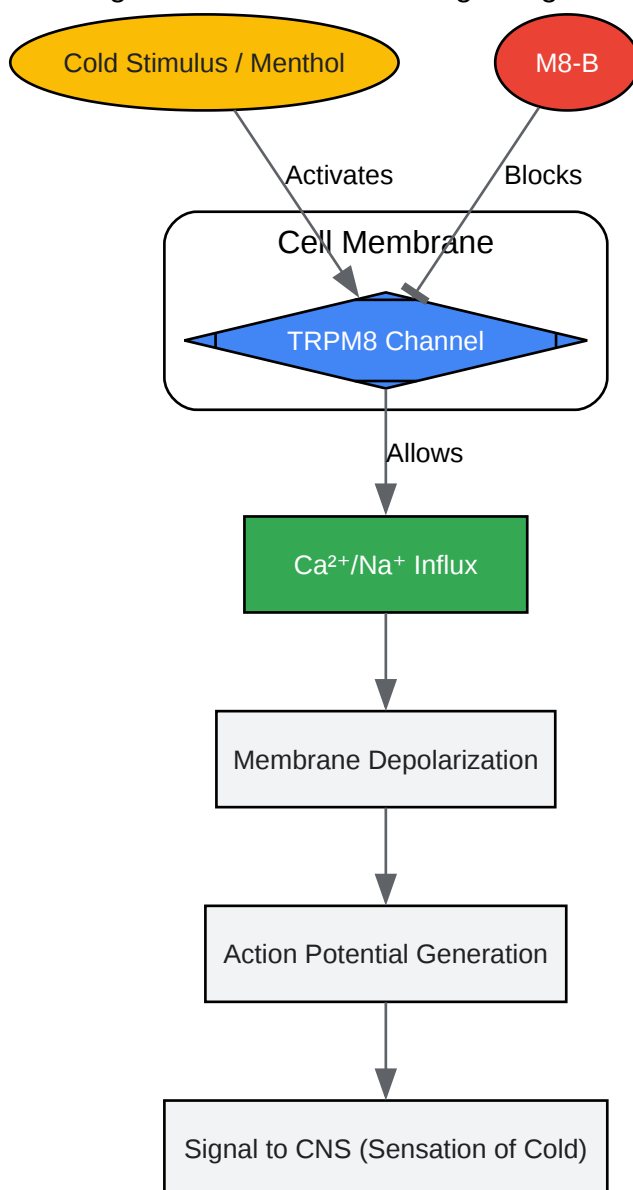 Cold Stimulus / Menthol
M8-B
Activates
Blocks
Cell Membrane
TRPM8 Channel
Allows
Ca²⁺/Na⁺ Influx
Membrane Depolarization
Action Potential Generation
Signal to CNS (Sensation of Cold)